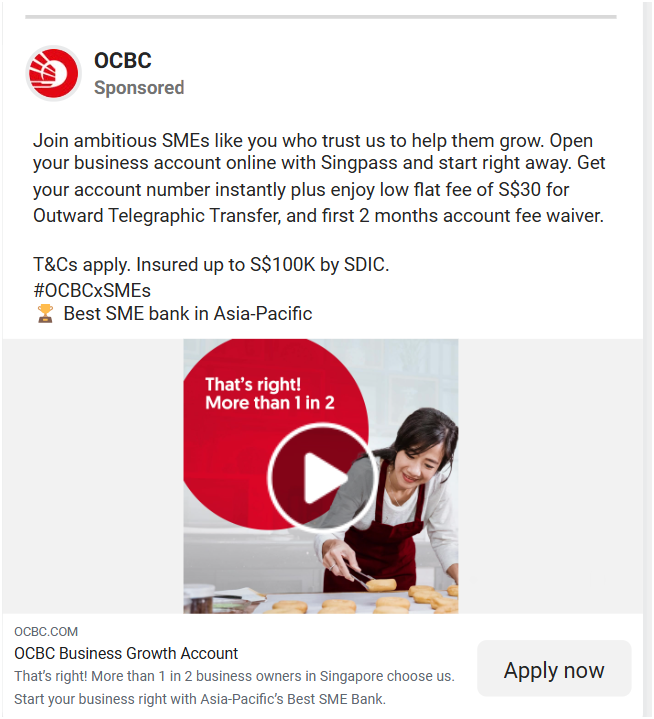 OCBC
Sponsored
Join ambitious SMEs like you who trust us to help them grow. Open
your business account online with Singpass and start right away. Get
your account number instantly plus enjoy low flat fee of S$30 for
Outward Telegraphic Transfer, and first 2 months account fee waiver.
T&Cs apply. Insured up to S$100K by SDIC.
#OCBCxSMEs
🏆 Best SME bank in Asia-Pacific
That's right!
More than 1 in 2
OCBC.COM
OCBC Business Growth Account
That's right! More than 1 in 2 business owners in Singapore choose us.
Start your business right with Asia-Pacific's Best SME Bank.
Apply now